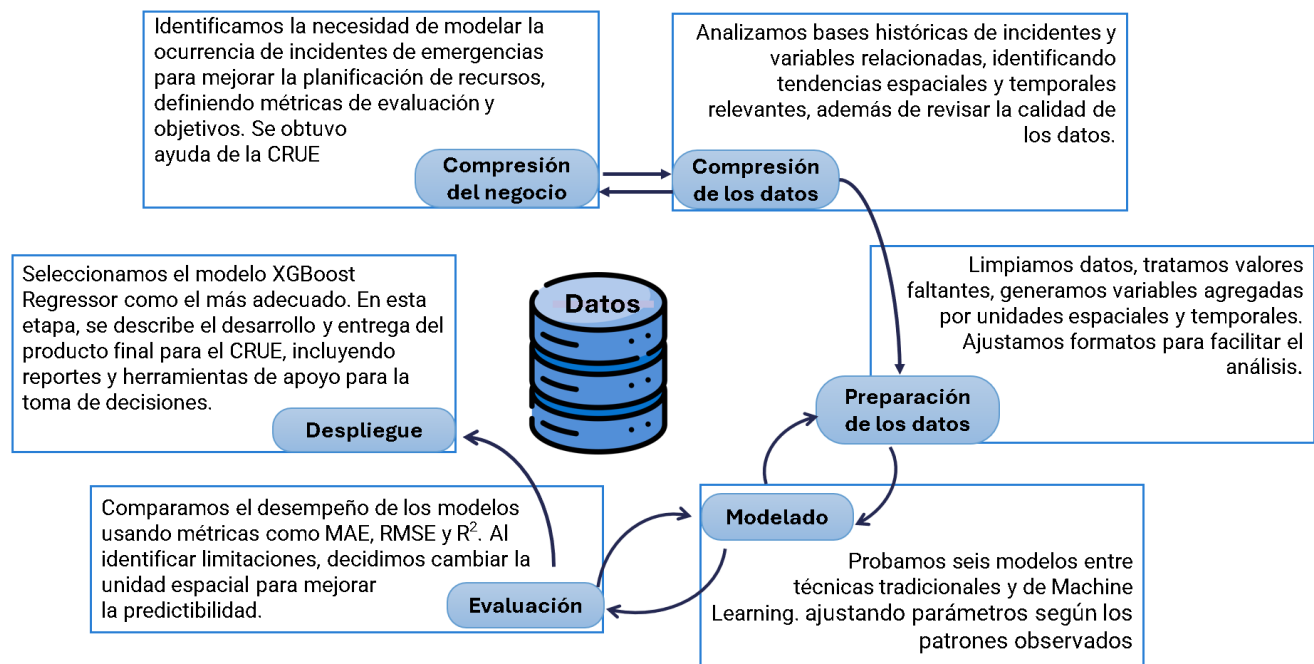 Identificamos la necesidad de modelar la
ocurrencia de incidentes de emergencias
para mejorar la planificación de recursos,
definiendo métricas de evaluación y
objetivos. Se obtuvo
ayuda de la CRUE
Compresión
del negocio
Analizamos bases históricas de incidentes y
variables relacionadas, identificando
tendencias espaciales y temporales
relevantes, además de revisar la calidad de
los datos.
Compresión
de los datos
Limpiamos datos, tratamos valores
faltantes, generamos variables agregadas
por unidades espaciales y temporales.
Ajustamos formatos para facilitar el
análisis.
Preparación
de los datos
Datos
Seleccionamos el modelo XGBoost
Regressor como el más adecuado. En esta
etapa, se describe el desarrollo y entrega del
producto final para el CRUE, incluyendo
reportes y herramientas de apoyo para la
toma de decisiones.
Despliegue
Modelado
Probamos seis modelos entre
técnicas tradicionales y de Machine
Learning. ajustando parámetros según los
patrones observados
Comparamos el desempeño de los modelos
usando métricas como MAE, RMSE y R². Al
identificar limitaciones, decidimos cambiar la
unidad espacial para mejorar
la predictibilidad.
Evaluación